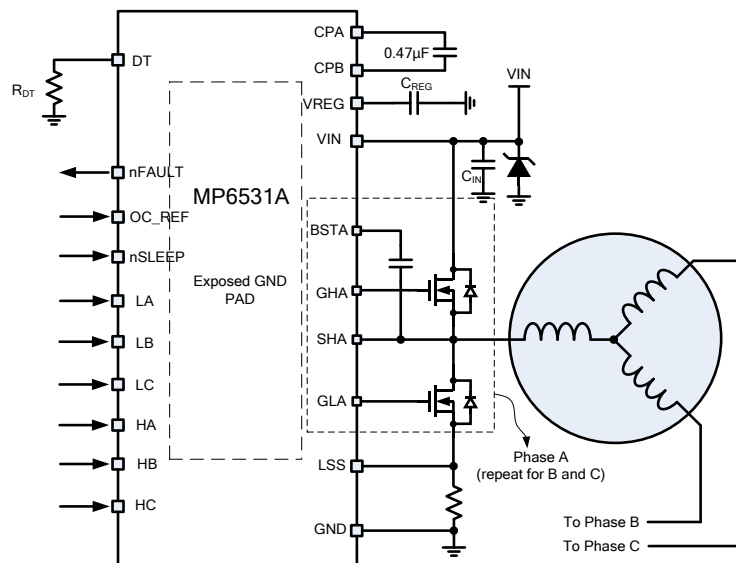 CPA
0.47µF
CPB
VIN
DT
R_DT
C_REG
VREG
VIN
C_IN
nFAULT
MP6531A
OC_REF
BSTA
nSLEEP
Exposed GND
PAD
LA
GHA
LB
SHA
LC
GLA
HA
Phase A
(repeat for B and C)
HB
LSS
HC
GND
To Phase B
To Phase C